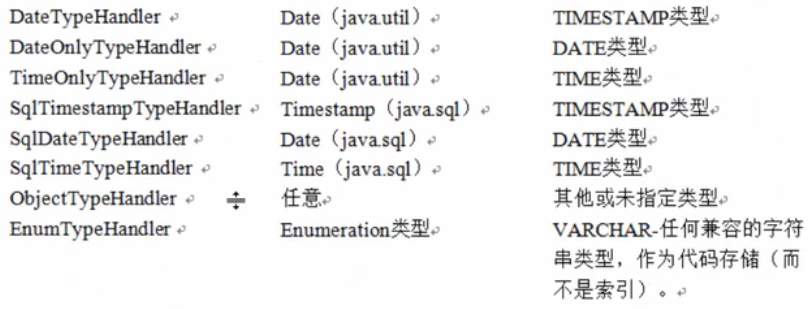 DateTypeHandler Date（java.util） TIMESTAMP类型
DateOnlyTypeHandler Date（java.util） DATE类型
TimeOnlyTypeHandler Date（java.util） TIME类型
SqlTimestampTypeHandler Timestamp（java.sql） TIMESTAMP类型
SqlDateTypeHandler Date（java.sql） DATE类型
SqlTimeTypeHandler Time（java.sql） TIME类型
ObjectTypeHandler 任意 其他或未指定类型
EnumTypeHandler Enumeration类型 VARCHAR-任何兼容的字符
串类型，作为代码存储（而
不是索引）。